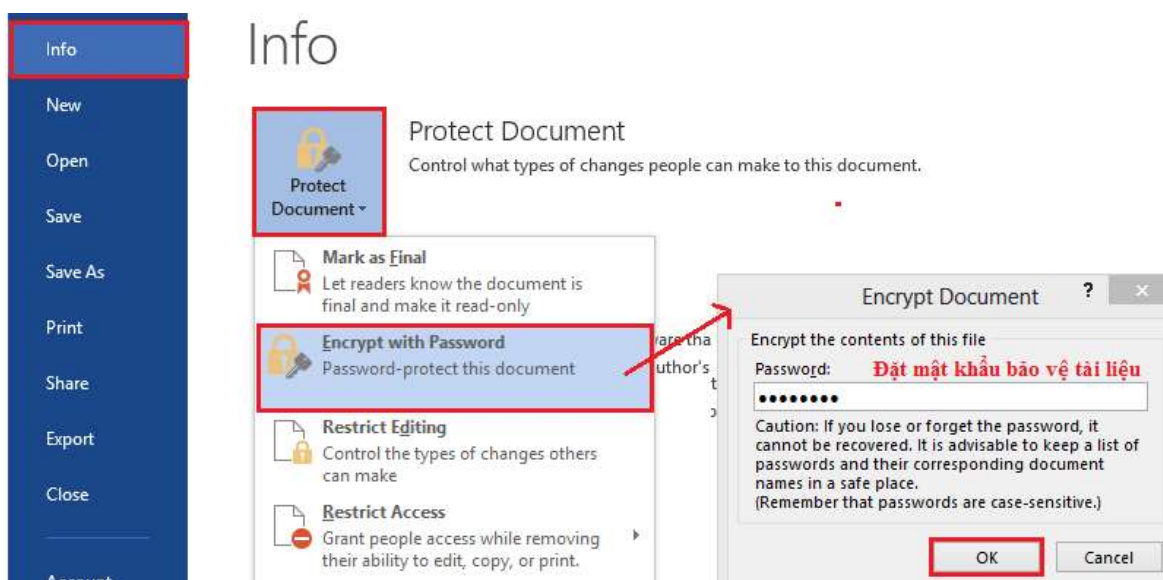 Info
New
Open
Save
Save As
Print
Share
Export
Close
Account
Info
Protect
Document
Protect Document
Control what types of changes people can make to this document.
Mark as Final
Let readers know the document is
final and make it read-only
Encrypt with Password
Password-protect this document
Restrict Editing
Control the types of changes others
can make
Restrict Access
Grant people access while removing
their ability to edit, copy, or print.
Encrypt Document
?
Encrypt the contents of this file
Password:
Đặt mật khẩu bảo vệ tài liệu
Caution: If you lose or forget the password, it
cannot be recovered. It is advisable to keep a list of
passwords and their corresponding document
names in a safe place.
(Remember that passwords are case-sensitive.)
OK
Cancel